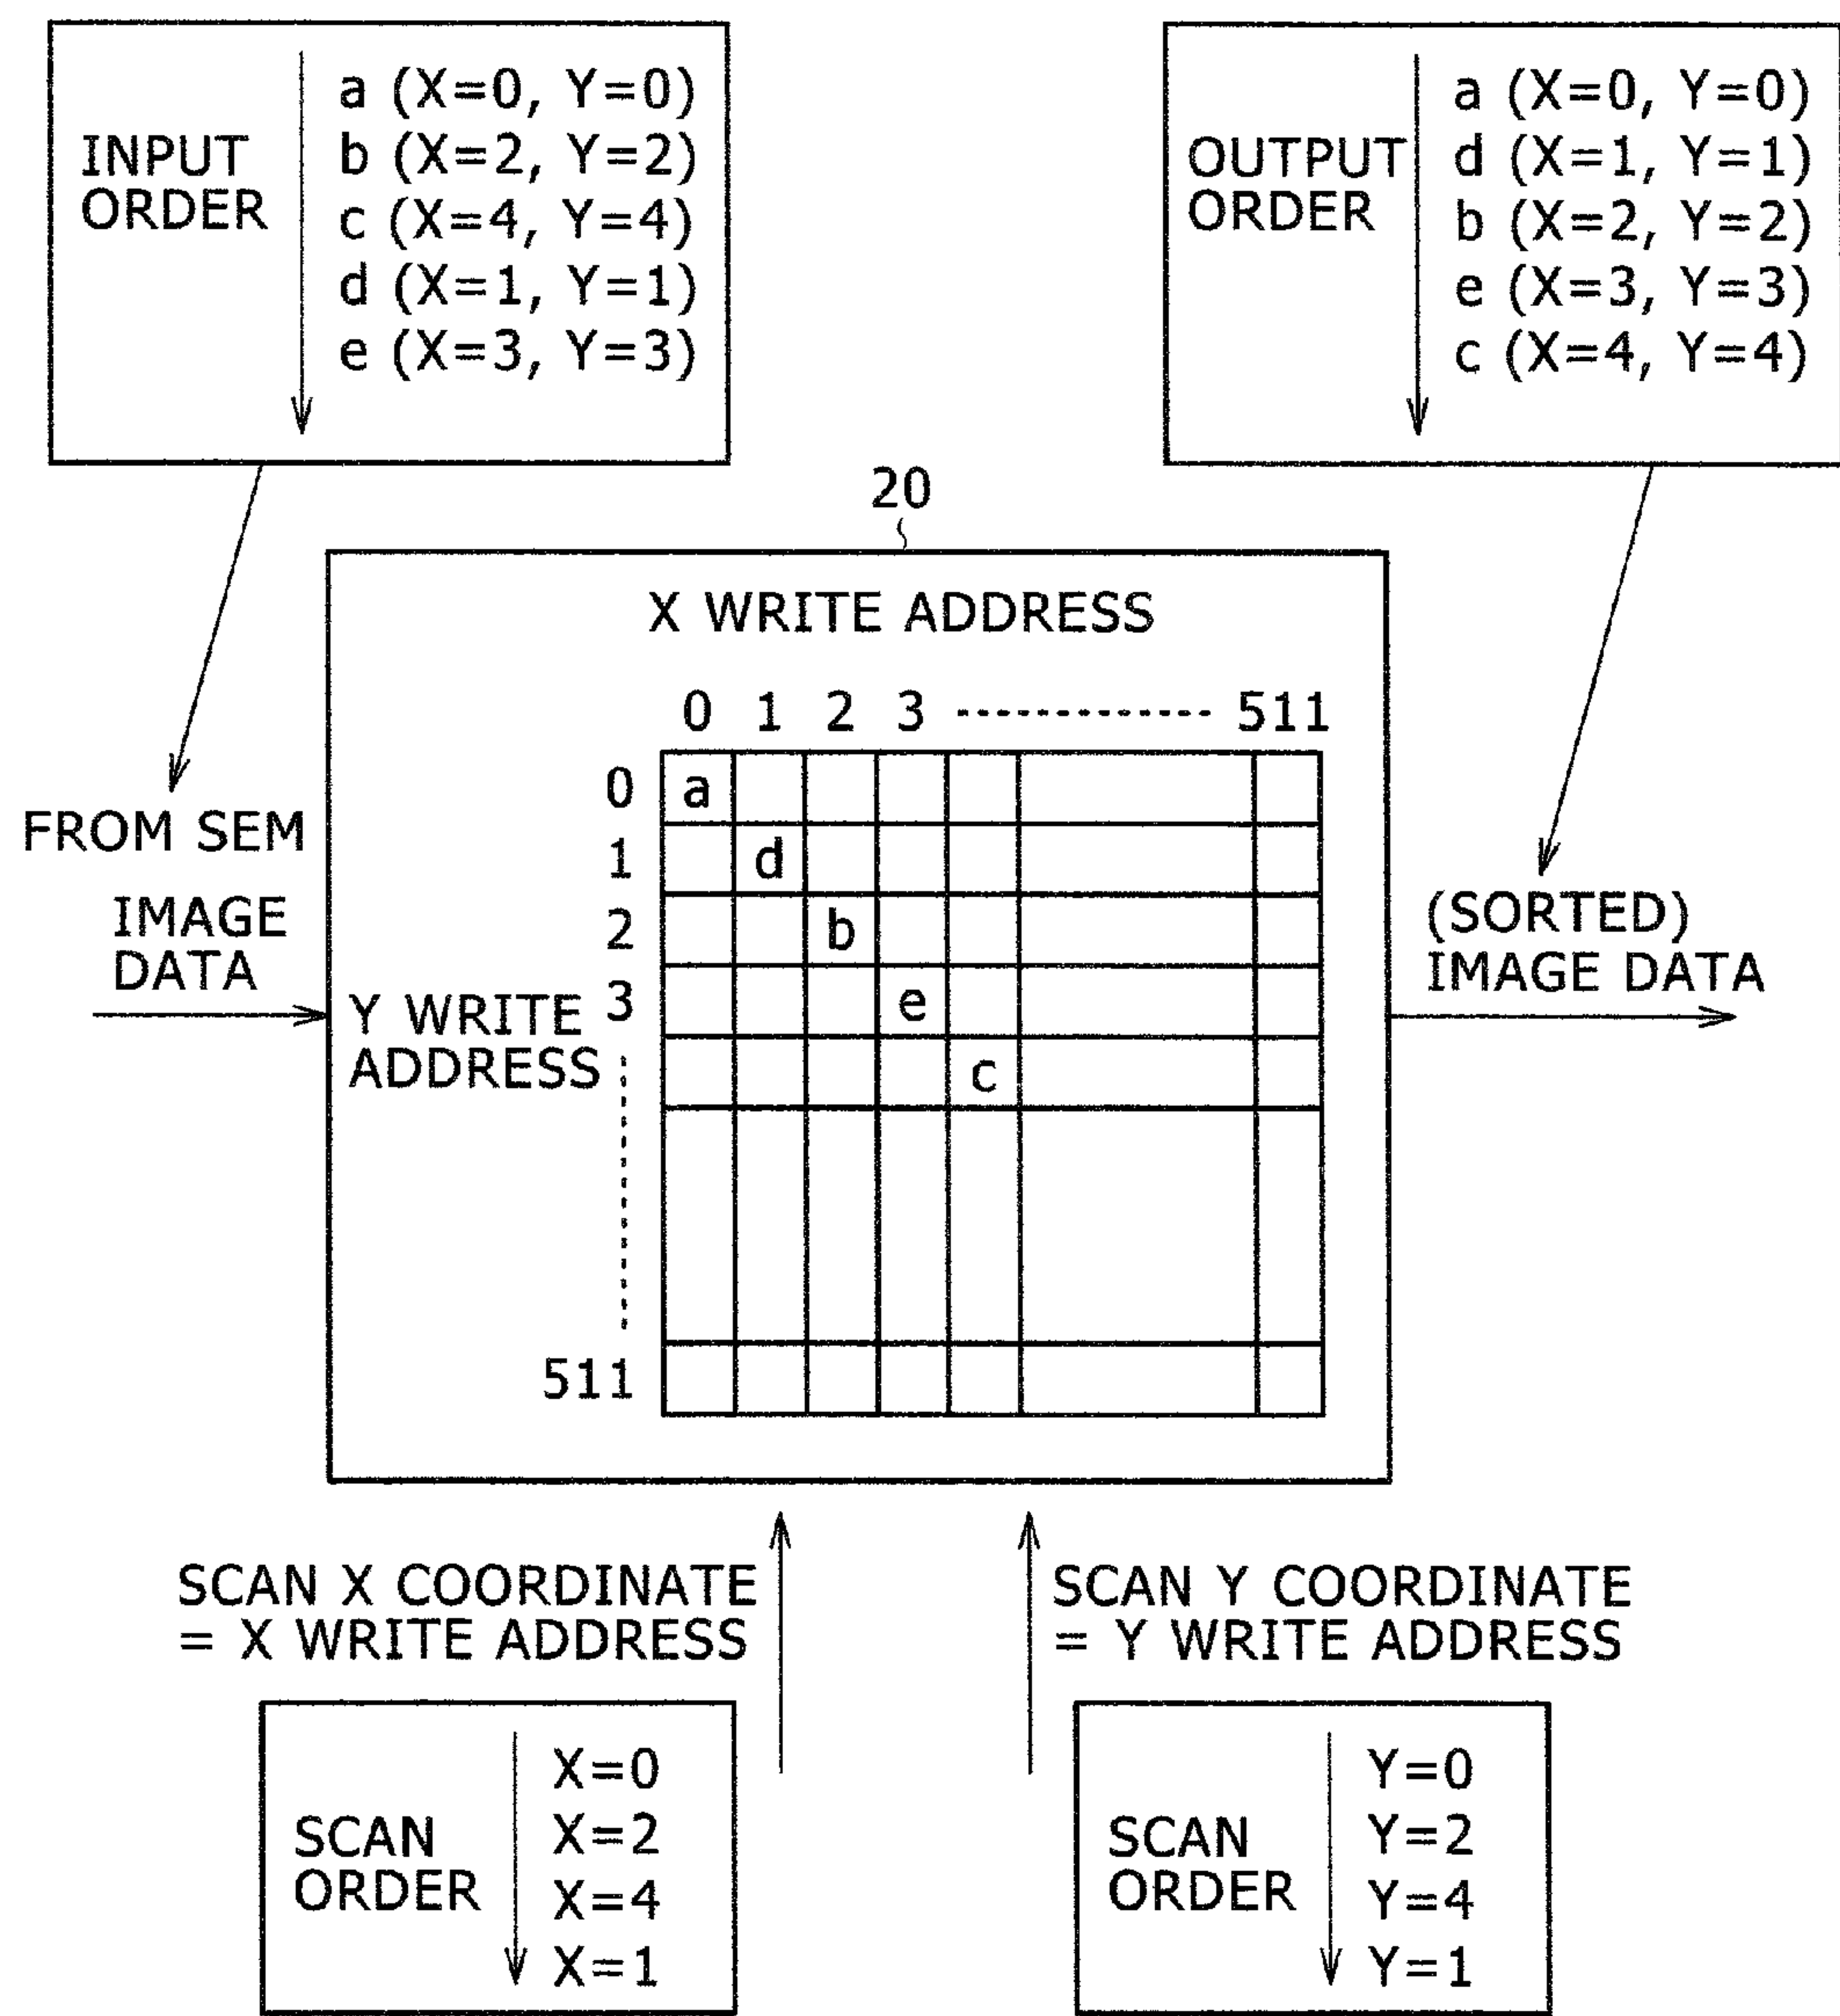 INPUT
ORDER
a (X=0, Y=0)
b (X=2, Y=2)
c (X=4, Y=4)
d (X=1, Y=1)
e (X=3, Y=3)
OUTPUT
ORDER
a (X=0, Y=0)
d (X=1, Y=1)
b (X=2, Y=2)
e (X=3, Y=3)
c (X=4, Y=4)
20
X WRITE ADDRESS
0 1 2 3 511
0 a
1 d
2 b
3 e
c
511
Y WRITE
ADDRESS
FROM SEM
IMAGE
DATA
(SORTED)
IMAGE DATA
SCAN X COORDINATE
= X WRITE ADDRESS
SCAN Y COORDINATE
= Y WRITE ADDRESS
SCAN
ORDER
X=0
X=2
X=4
X=1
SCAN
ORDER
Y=0
Y=2
Y=4
Y=1